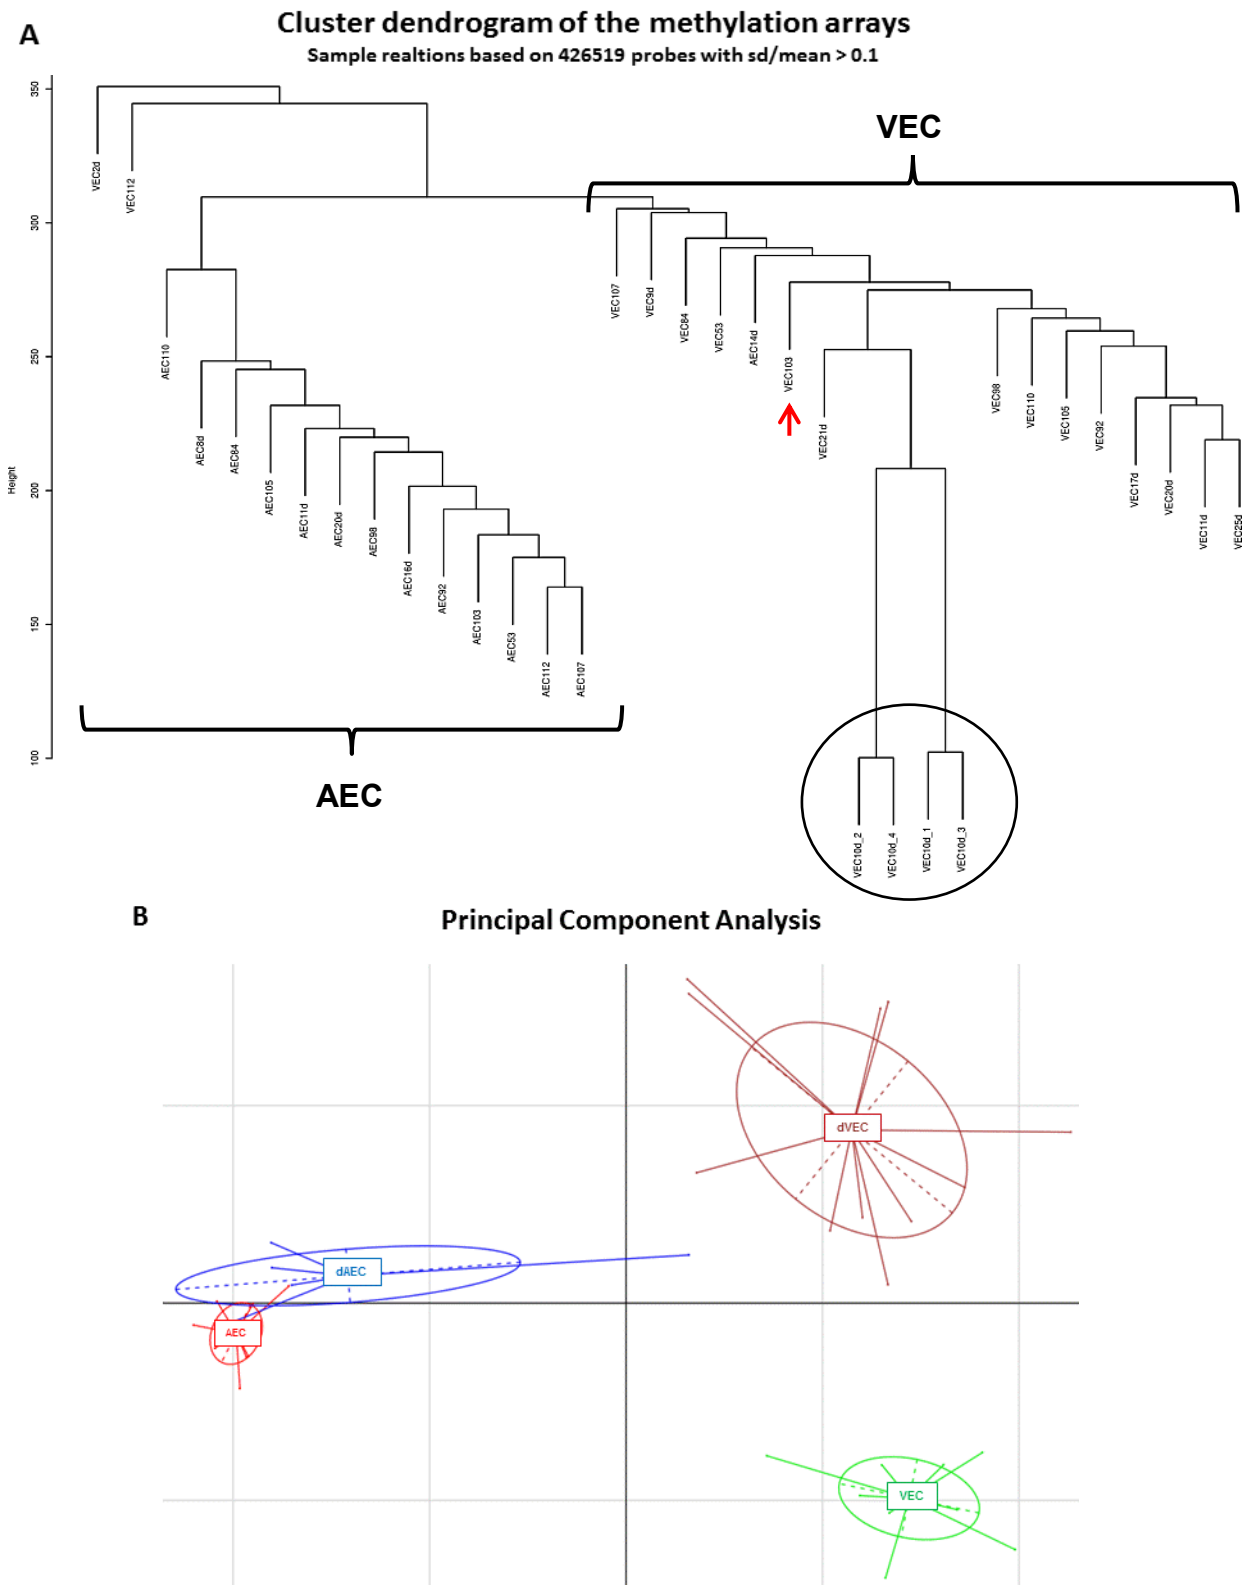 A
Cluster dendrogram of the methylation arrays
Sample realtions based on 426519 probes with sd/mean > 0.1
Height
350
300
250
200
150
100
VEC
AEC
VEC2d
VEC112
AEC110
AEC8d
AEC84
AEC105
AEC11d
AEC20d
AEC98
AEC16d
AEC92
AEC103
AEC53
AEC112
AEC107
VEC107
VEC9d
VEC84
VEC53
AEC14d
VEC103
VEC21d
VEC10d_2
VEC10d_4
VEC10d_1
VEC10d_3
VEC98
VEC110
VEC105
VEC92
VEC17d
VEC20d
VEC11d
VEC25d
B
Principal Component Analysis
dVEC
dAEC
AEC
VEC